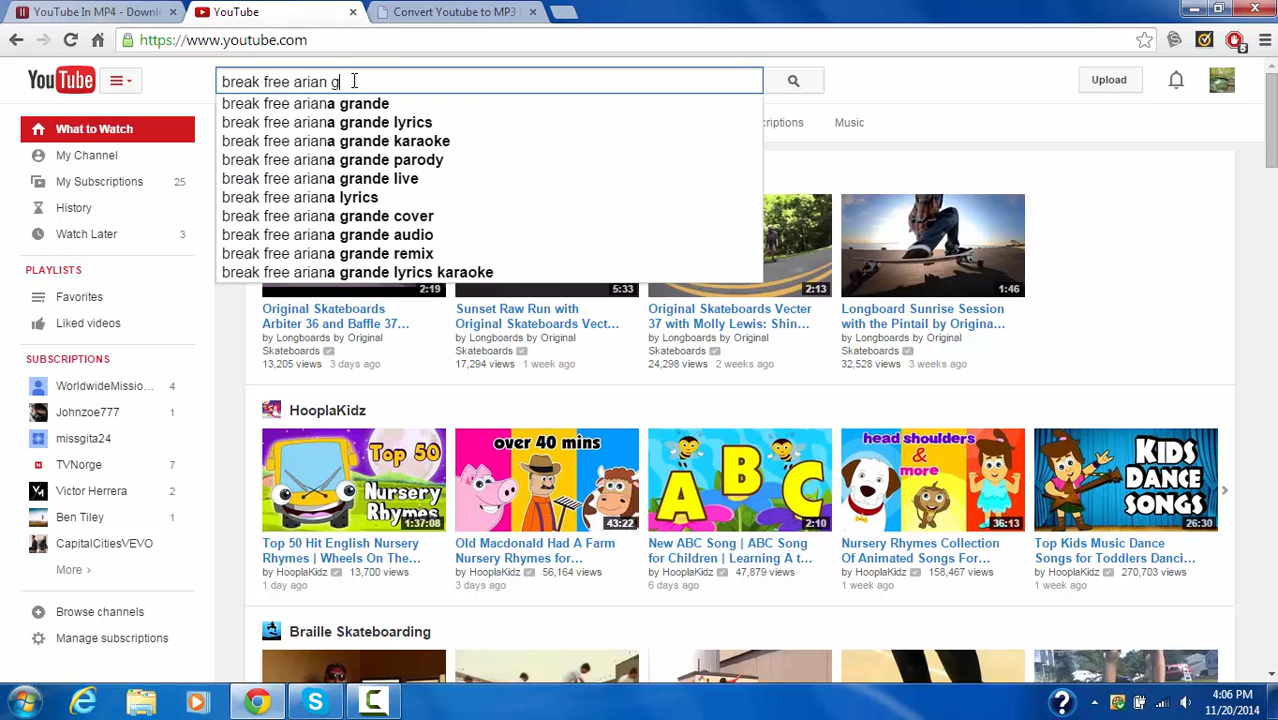 YouTube In MP4 - Downl
YouTube
Convert Youtube to MP3
https://www.youtube.com
YouTube
break free arian g
Upload
break free ariana grande
break free ariana grande lyrics
break free ariana grande karaoke
break free ariana grande parody
break free ariana grande live
break free ariana lyrics
break free ariana grande cover
break free ariana grande audio
break free ariana grande remix
break free ariana grande lyrics karaoke
criptions
Music
What to Watch
My Channel
My Subscriptions 25
History
Watch Later 3
PLAYLISTS
Favorites
Liked videos
SUBSCRIPTIONS
WorldwideMissio... 4
Johnzoe777 1
missgita24
TVNorge 7
Victor Herrera 2
Ben Tiley 1
CapitalCitiesVEVO
More ›
Browse channels
Manage subscriptions
2:19 5:33 2:13 1:46
Original Skateboards
Arbiter 36 and Baffle 37...
by Longboards by Original
Skateboards
13,205 views 3 days ago
Sunset Raw Run with
Original Skateboards Vect...
by Longboards by Original
Skateboards
17,294 views 1 week ago
Original Skateboards Vecter
37 with Molly Lewis: Shin...
by Longboards by Original
Skateboards
24,298 views 2 weeks ago
Longboard Sunrise Session
with the Pintail by Origina...
by Longboards by Original
Skateboards
32,528 views 3 weeks ago
HooplaKidz
Top 50
Nursery
Rhymes
1:37:08
Top 50 Hit English Nursery
Rhymes | Wheels On The...
by HooplaKidz 13,700 views
1 day ago
over 40 mins
43:22
Old Macdonald Had A Farm
Nursery Rhymes for...
by HooplaKidz 56,164 views
3 days ago
A B C
2:10
New ABC Song | ABC Song
for Children | Learning A t...
by HooplaKidz 47,879 views
6 days ago
head shoulders
&
more
36:13
Nursery Rhymes Collection
Of Animated Songs For...
by HooplaKidz 158,467 views
1 week ago
KIDS
DANCE
SONGS
26:30
Top Kids Music Dance
Songs for Toddlers Danci...
by HooplaKidz 270,703 views
1 week ago
Braille Skateboarding
4:06 PM
11/20/2014